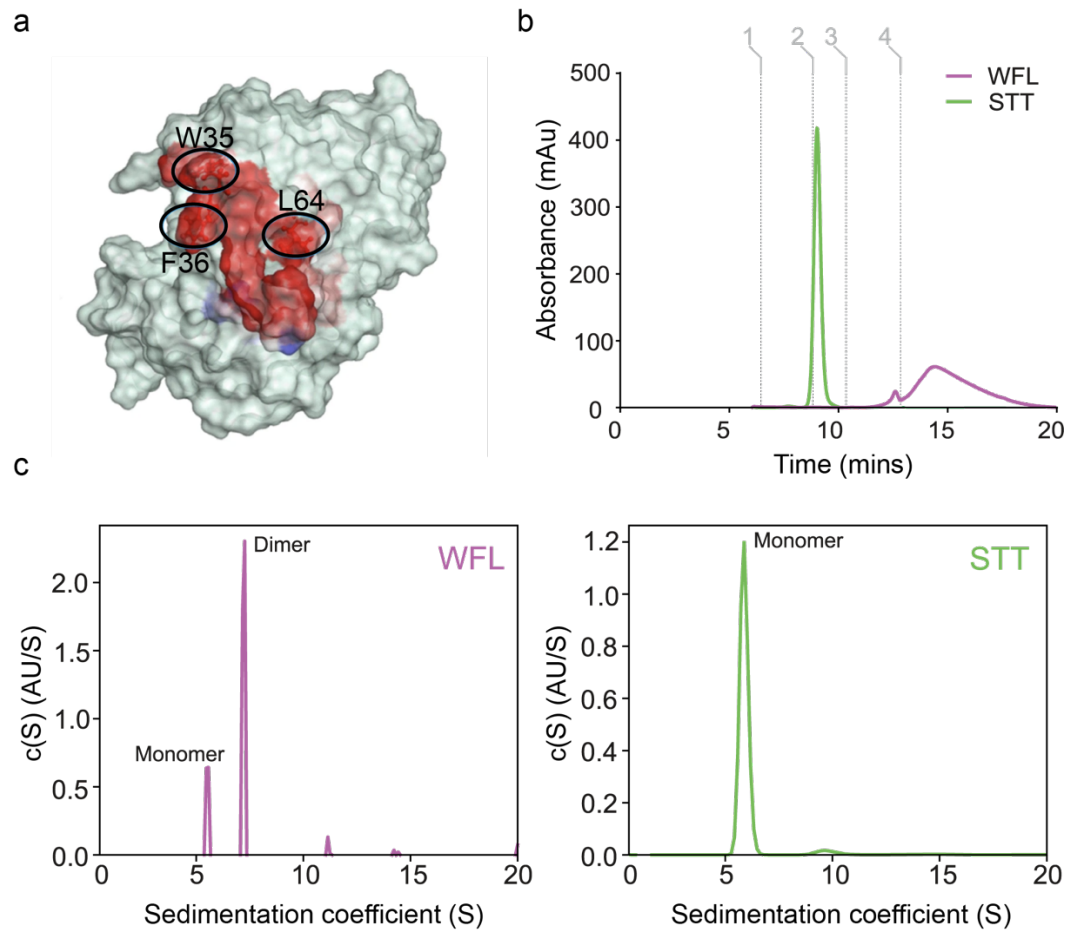 a
W35
L64
F36
b
1 2 3 4
500
400
300
200
100
0
Absorbance (mAu)
WFL
STT
0 5 10 15 20
Time (mins)
c
2.0
1.5
1.0
0.5
0.0
c(S) (AU/S)
Dimer
WFL
Monomer
0 5 10 15 20
Sedimentation coefficient (S)
1.2
1.0
0.8
0.6
0.4
0.2
0.0
c(S) (AU/S)
Monomer
STT
0 5 10 15 20
Sedimentation coefficient (S)